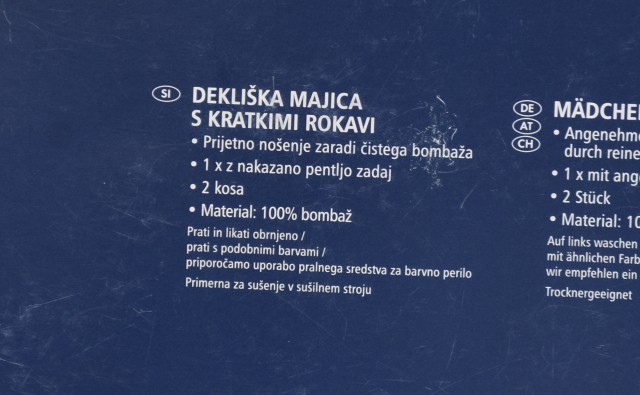 SI
DEKLIŠKA MAJICA
S KRATKIMI ROKAVI
• Prijetno nošenje zaradi čistega bombaža
• 1 x z nakazano pentljo zadaj
• 2 kosa
• Material: 100% bombaž
Prati in likati obrnjeno /
prati s podobnimi barvami /
priporočamo uporabo pralnega sredstva za barvno perilo
Primerna za sušenje v sušilnem stroju
DE
AT
CH
• Angenehme
durch reine
• 1 x mit ang
• 2 Stück
• Material: 10
Auf links waschen
mit ähnlichen Farb
wir empfehlen ein
Trocknergeeignet